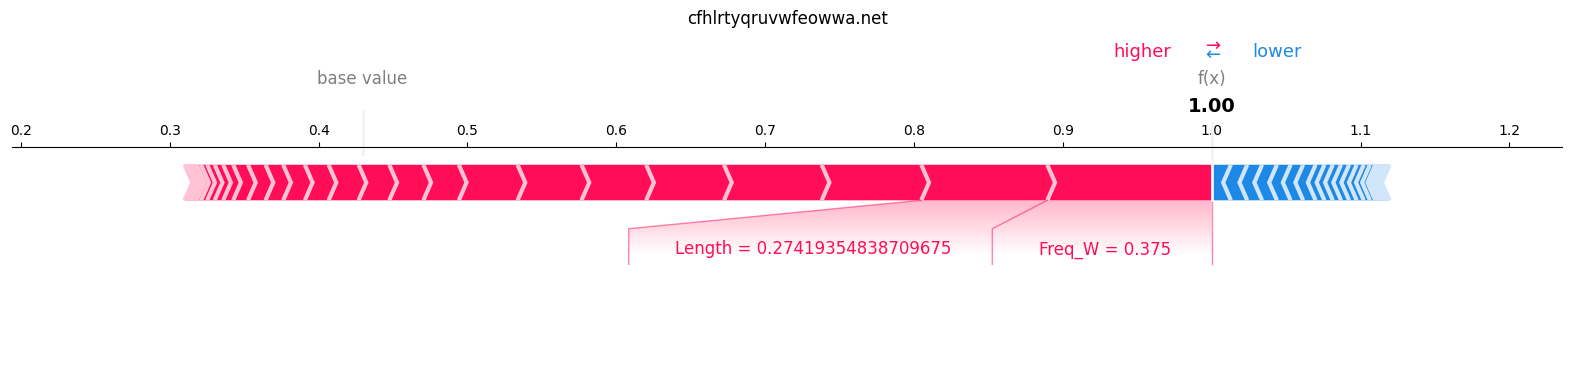 cfhlrtyqruvwfeowwa.net
higher ⇄ lower
base value f(x)
1.00
0.2 0.3 0.4 0.5 0.6 0.7 0.8 0.9 1.0 1.1 1.2
Length = 0.27419354838709675 Freq_W = 0.375